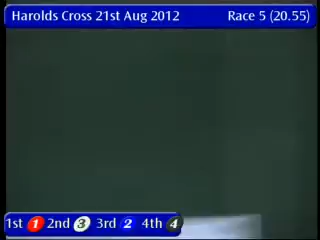 Harolds Cross 21st Aug 2012 Race 5 (20.55)
1st 1 2nd 3 3rd 2 4th 4